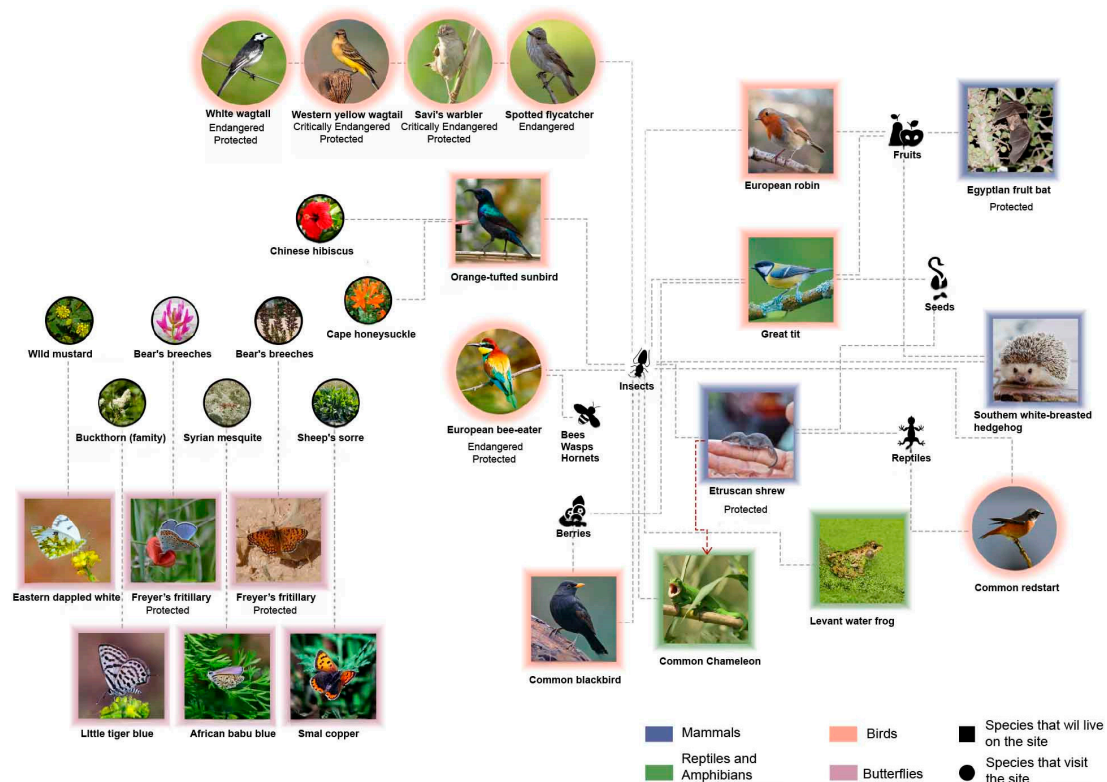 White wagtail
Endangered
Protected
Western yellow wagtail
Critically Endangered
Protected
Savi's warbler
Critically Endangered
Protected
Spotted flycatcher
Endangered
European robin
Fruits
Egyptian fruit bat
Protected
Chinese hibiscus
Orange-tufted sunbird
Cape honeysuckle
Great tit
Seeds
Wild mustard
Bear's breeches
Bear's breeches
Insects
Southern white-breasted
hedgehog
Buckthorn (famity)
Syrian mesquite
Sheep's sorre
European bee-eater
Endangered
Protected
Bees
Wasps
Hornets
Reptiles
Etruscan shrew
Protected
Berries
Eastern dappled white
Freyer's fritillary
Protected
Freyer's fritillary
Protected
Common redstart
Levant water frog
Common blackbird
Common Chameleon
LIttle tiger blue
African babu blue
Smal copper
Mammals
Birds
Species that wil live
on the site
Reptiles and
Amphibians
Butterflies
Species that visit
the site